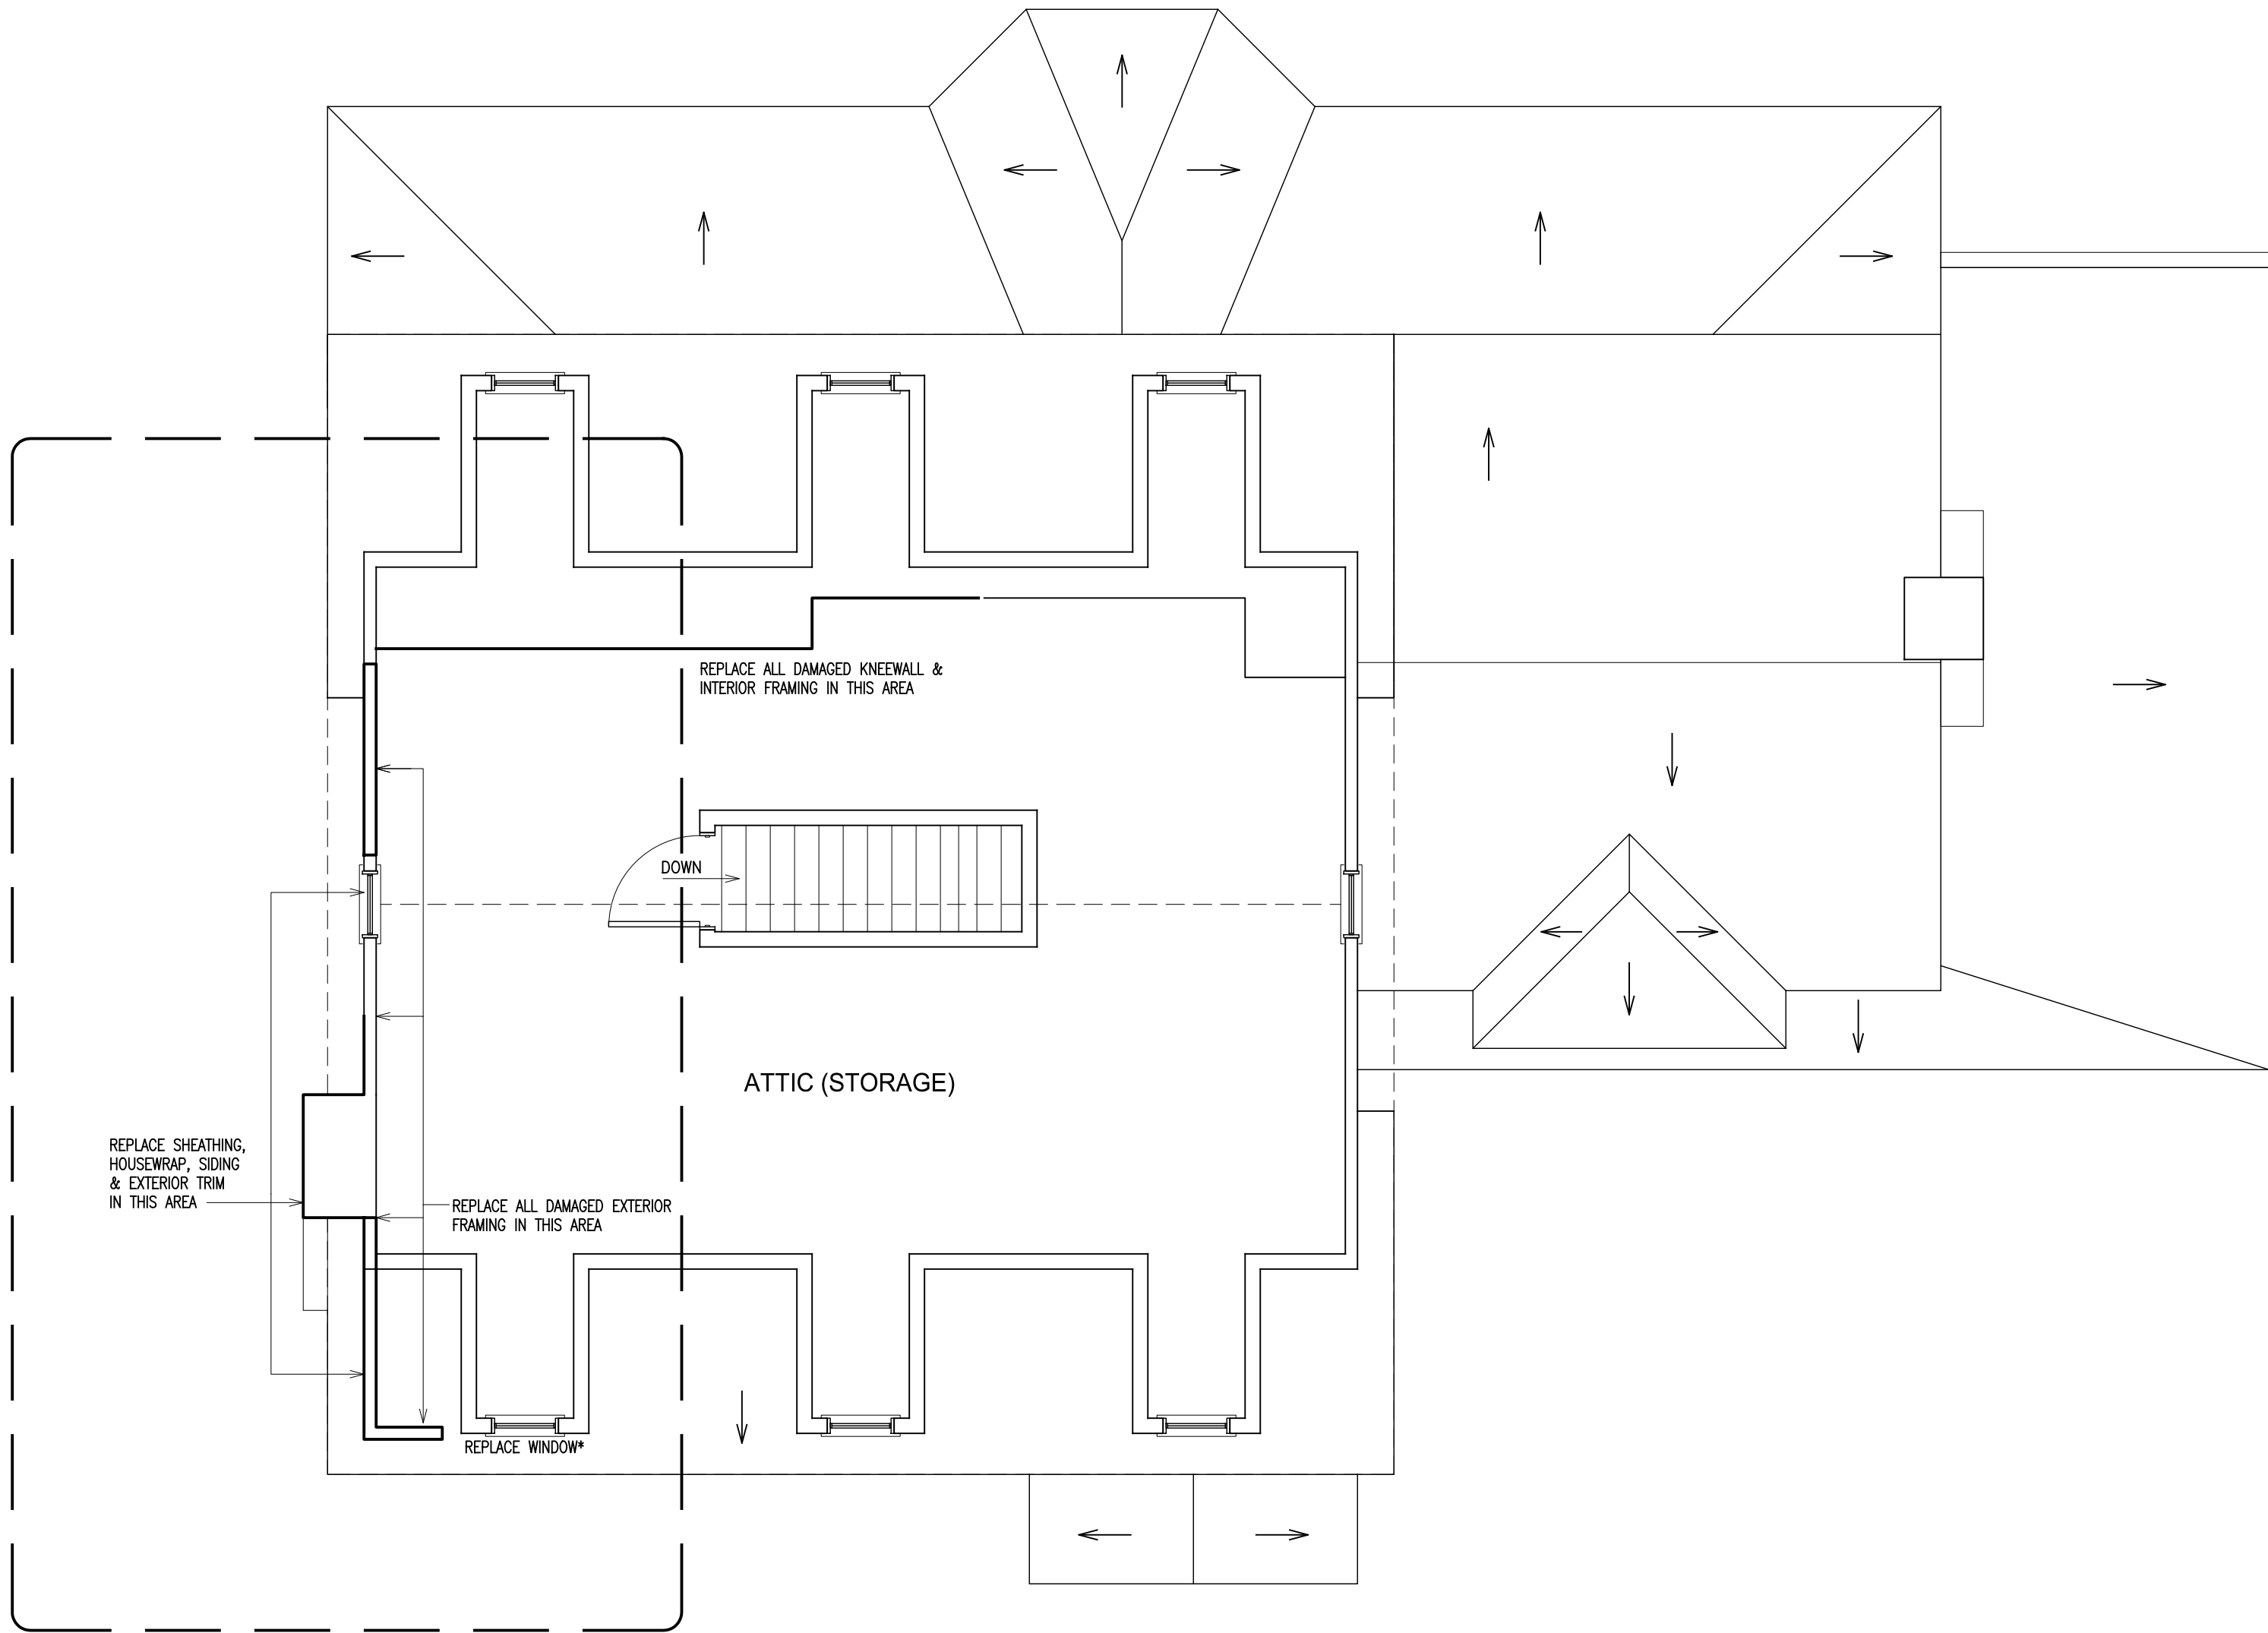 REPLACE ALL DAMAGED KNEEWALL &
INTERIOR FRAMING IN THIS AREA
DOWN
ATTIC (STORAGE)
REPLACE SHEATHING,
HOUSEWRAP, SIDING
& EXTERIOR TRIM
IN THIS AREA
REPLACE ALL DAMAGED EXTERIOR
FRAMING IN THIS AREA
REPLACE WINDOW*